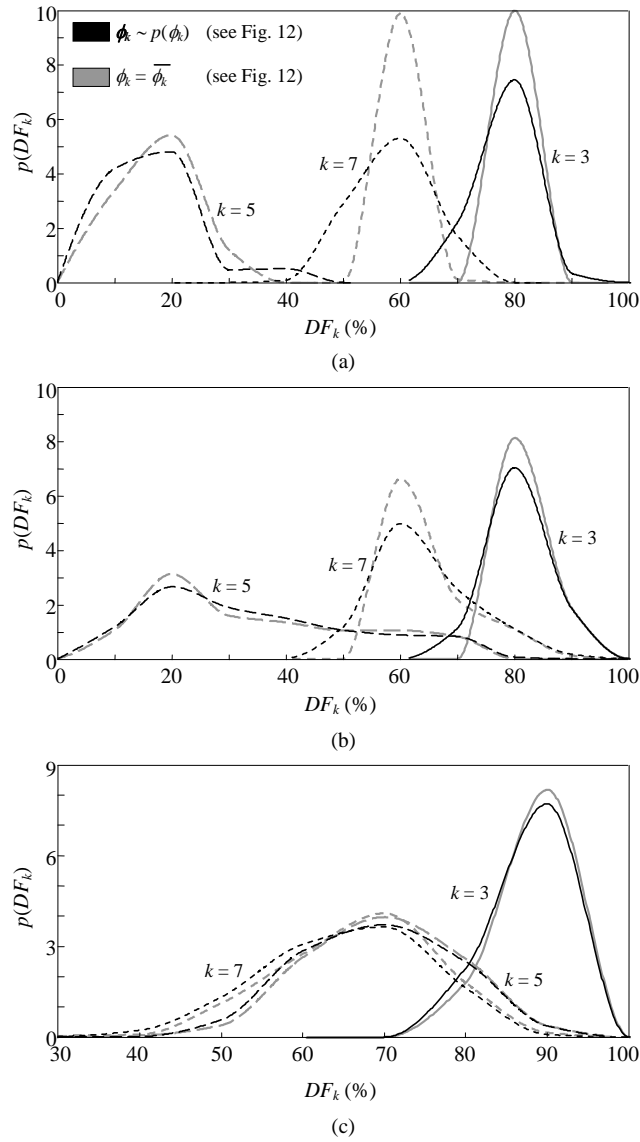 ϕₖ ~ p(ϕₖ) (see Fig. 12)
ϕₖ = ϕ̅ₖ (see Fig. 12)
10
8
6
4
2
0
p(DFₖ)
k = 5
k = 7
k = 3
0 20 40 60 80 100
DFₖ (%)
(a)
10
8
6
4
2
0
p(DFₖ)
k = 5
k = 7
k = 3
0 20 40 60 80 100
DFₖ (%)
(b)
9
6
3
0
p(DFₖ)
k = 7
k = 3
k = 5
30 40 50 60 70 80 90 100
DFₖ (%)
(c)